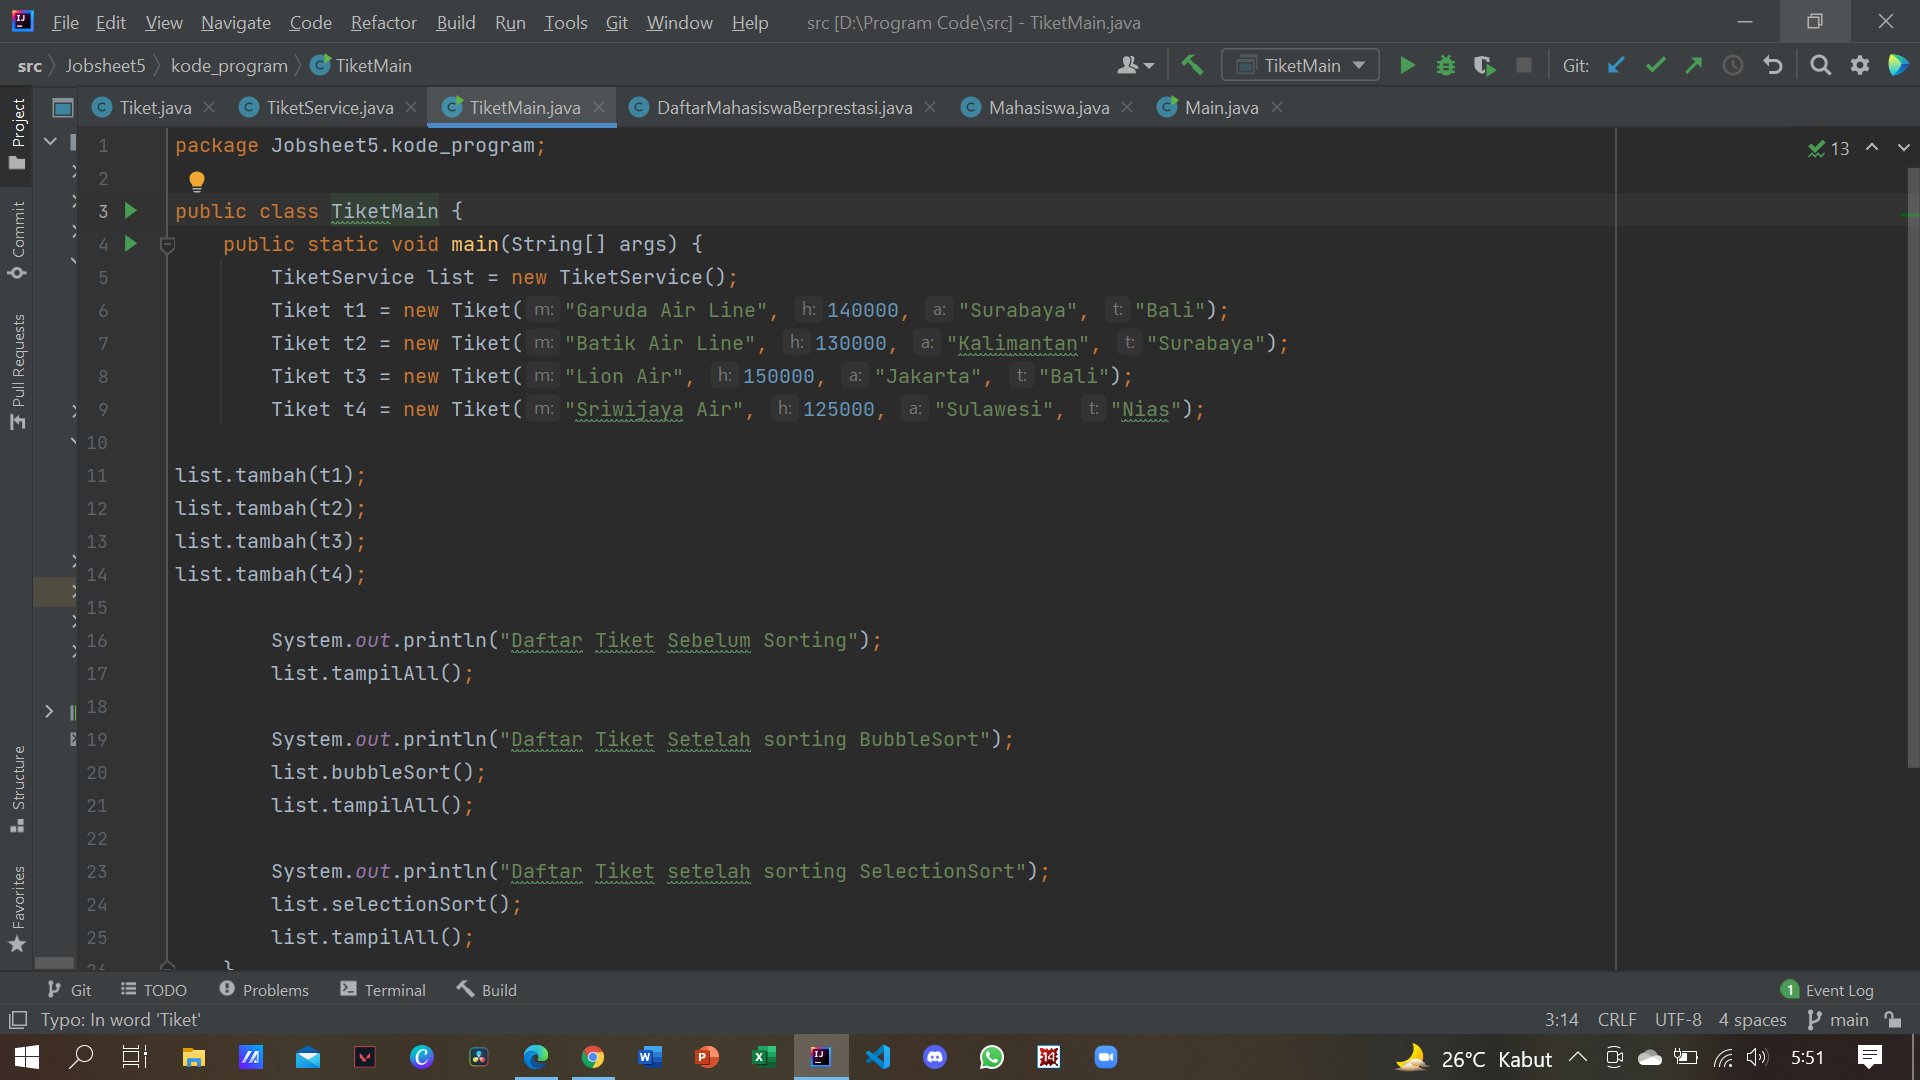 File Edit View Navigate Code Refactor Build Run Tools Git Window Help src [D:\Program Code\src] - TiketMain.java
src Jobsheet5 kode_program TiketMain TiketMain Git:
Project
Commit
Pull Requests
Structure
Favorites
Tiket.java TiketService.java TiketMain.java DaftarMahasiswaBerprestasi.java Mahasiswa.java Main.java
13
1 package Jobsheet5.kode_program;
2
3 public class TiketMain {
4 public static void main(String[] args) {
5 TiketService list = new TiketService();
6 Tiket t1 = new Tiket( m: "Garuda Air Line", h: 140000, a: "Surabaya", t: "Bali");
7 Tiket t2 = new Tiket( m: "Batik Air Line", h: 130000, a: "Kalimantan", t: "Surabaya");
8 Tiket t3 = new Tiket( m: "Lion Air", h: 150000, a: "Jakarta", t: "Bali");
9 Tiket t4 = new Tiket( m: "Sriwijaya Air", h: 125000, a: "Sulawesi", t: "Nias");
10
11 list.tambah(t1);
12 list.tambah(t2);
13 list.tambah(t3);
14 list.tambah(t4);
15
16 System.out.println("Daftar Tiket Sebelum Sorting");
17 list.tampilAll();
18
19 System.out.println("Daftar Tiket Setelah sorting BubbleSort");
20 list.bubbleSort();
21 list.tampilAll();
22
23 System.out.println("Daftar Tiket setelah sorting SelectionSort");
24 list.selectionSort();
25 list.tampilAll();
26 }
Git TODO Problems Terminal Build 1 Event Log
Typo: In word 'Tiket' 3:14 CRLF UTF-8 4 spaces main
26°C Kabut 5:51